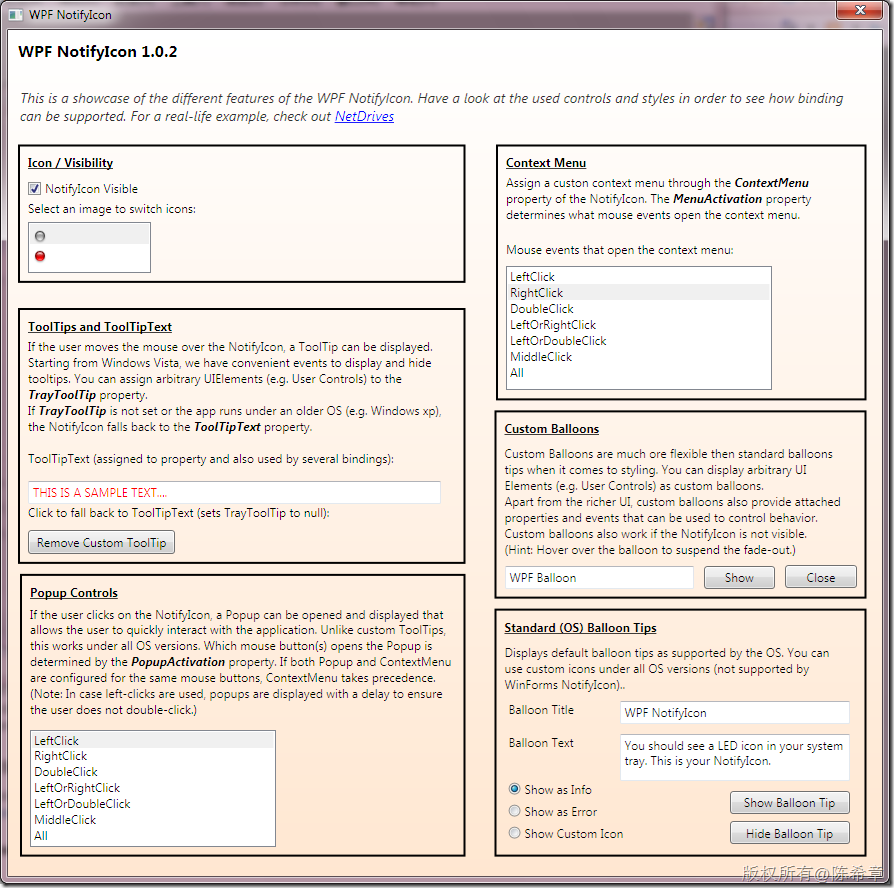 WPF NotifyIcon
WPF NotifyIcon 1.0.2
This is a showcase of the different features of the WPF NotifyIcon. Have a look at the used controls and styles in order to see how binding
can be supported. For a real-life example, check out NetDrives
Icon / Visibility
NotifyIcon Visible
Select an image to switch icons:
ToolTips and ToolTipText
If the user moves the mouse over the NotifyIcon, a ToolTip can be displayed.
Starting from Windows Vista, we have convenient events to display and hide
tooltips. You can assign arbitrary UIElements (e.g. User Controls) to the
TrayToolTip property.
If TrayToolTip is not set or the app runs under an older OS (e.g. Windows xp),
the NotifyIcon falls back to the ToolTipText property.
ToolTipText (assigned to property and also used by several bindings):
THIS IS A SAMPLE TEXT....
Click to fall back to ToolTipText (sets TrayToolTip to null):
Remove Custom ToolTip
Popup Controls
If the user clicks on the NotifyIcon, a Popup can be opened and displayed that
allows the user to quickly interact with the application. Unlike custom ToolTips,
this works under all OS versions. Which mouse button(s) opens the Popup is
determined by the PopupActivation property. If both Popup and ContextMenu
are configured for the same mouse buttons, ContextMenu takes precedence.
(Note: In case left-clicks are used, popups are displayed with a delay to ensure
the user does not double-click.)
LeftClick
RightClick
DoubleClick
LeftOrRightClick
LeftOrDoubleClick
MiddleClick
All
Context Menu
Assign a custon context menu through the ContextMenu
property of the NotifyIcon. The MenuActivation property
determines what mouse events open the context menu.
Mouse events that open the context menu:
LeftClick
RightClick
DoubleClick
LeftOrRightClick
LeftOrDoubleClick
MiddleClick
All
Custom Balloons
Custom Balloons are much ore flexible then standard balloons
tips when it comes to styling. You can display arbitrary UI
Elements (e.g. User Controls) as custom balloons.
Apart from the richer UI, custom balloons also provide attached
properties and events that can be used to control behavior.
Custom balloons also work if the NotifyIcon is not visible.
(Hint: Hover over the balloon to suspend the fade-out.)
WPF Balloon Show Close
Standard (OS) Balloon Tips
Displays default balloon tips as supported by the OS. You can
use custom icons under all OS versions (not supported by
WinForms NotifyIcon)..
Balloon Title WPF NotifyIcon
Balloon Text You should see a LED icon in your system
tray. This is your NotifyIcon.
Show as Info
Show as Error
Show Custom Icon
Show Balloon Tip
Hide Balloon Tip
版权所有@陈希章